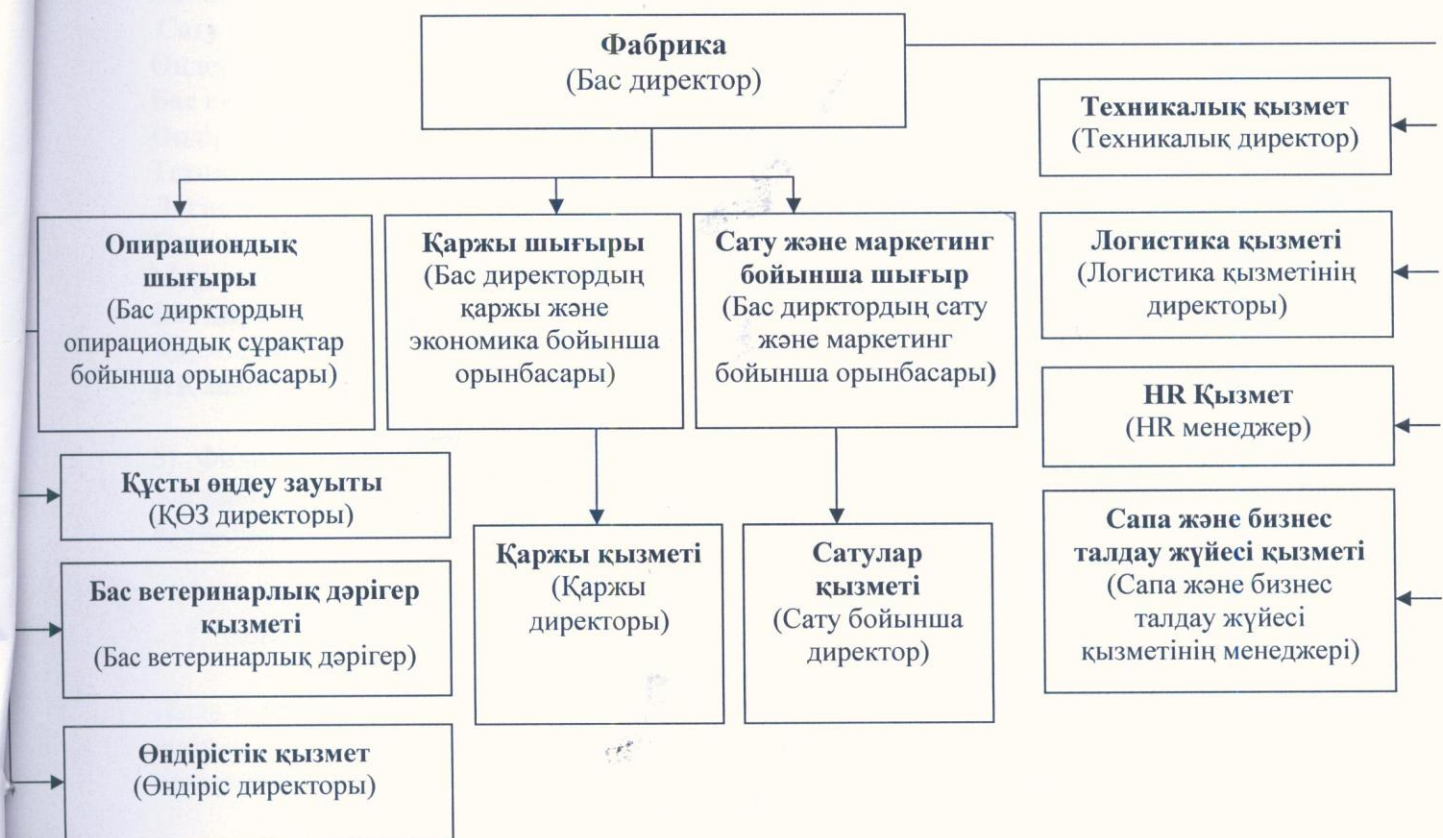 Фабрика
(Бас директор)
Техникалық қызмет
(Техникалық директор)
Опирациондық
шығыры
(Бас дирктордың
опирациондық сұрақтар
бойынша орынбасары)
Қаржы шығыры
(Бас директордың
қаржы және
экономика бойынша
орынбасары)
Сату және маркетинг
бойынша шығыр
(Бас дирктордың сату
және маркетинг
бойынша орынбасары)
Логистика қызметі
(Логистика қызметінің
директоры)
HR Қызмет
(HR менеджер)
Құсты өңдеу зауыты
(ҚӨЗ директоры)
Бас ветеринарлық дәрігер
қызметі
(Бас ветеринарлық дәрігер)
Өндірістік қызмет
(Өндіріс директоры)
Қаржы қызметі
(Қаржы
директоры)
Сатулар
қызметі
(Сату бойынша
директор)
Сапа және бизнес
талдау жүйесі қызметі
(Сапа және бизнес
талдау жүйесі
қызметінің менеджері)